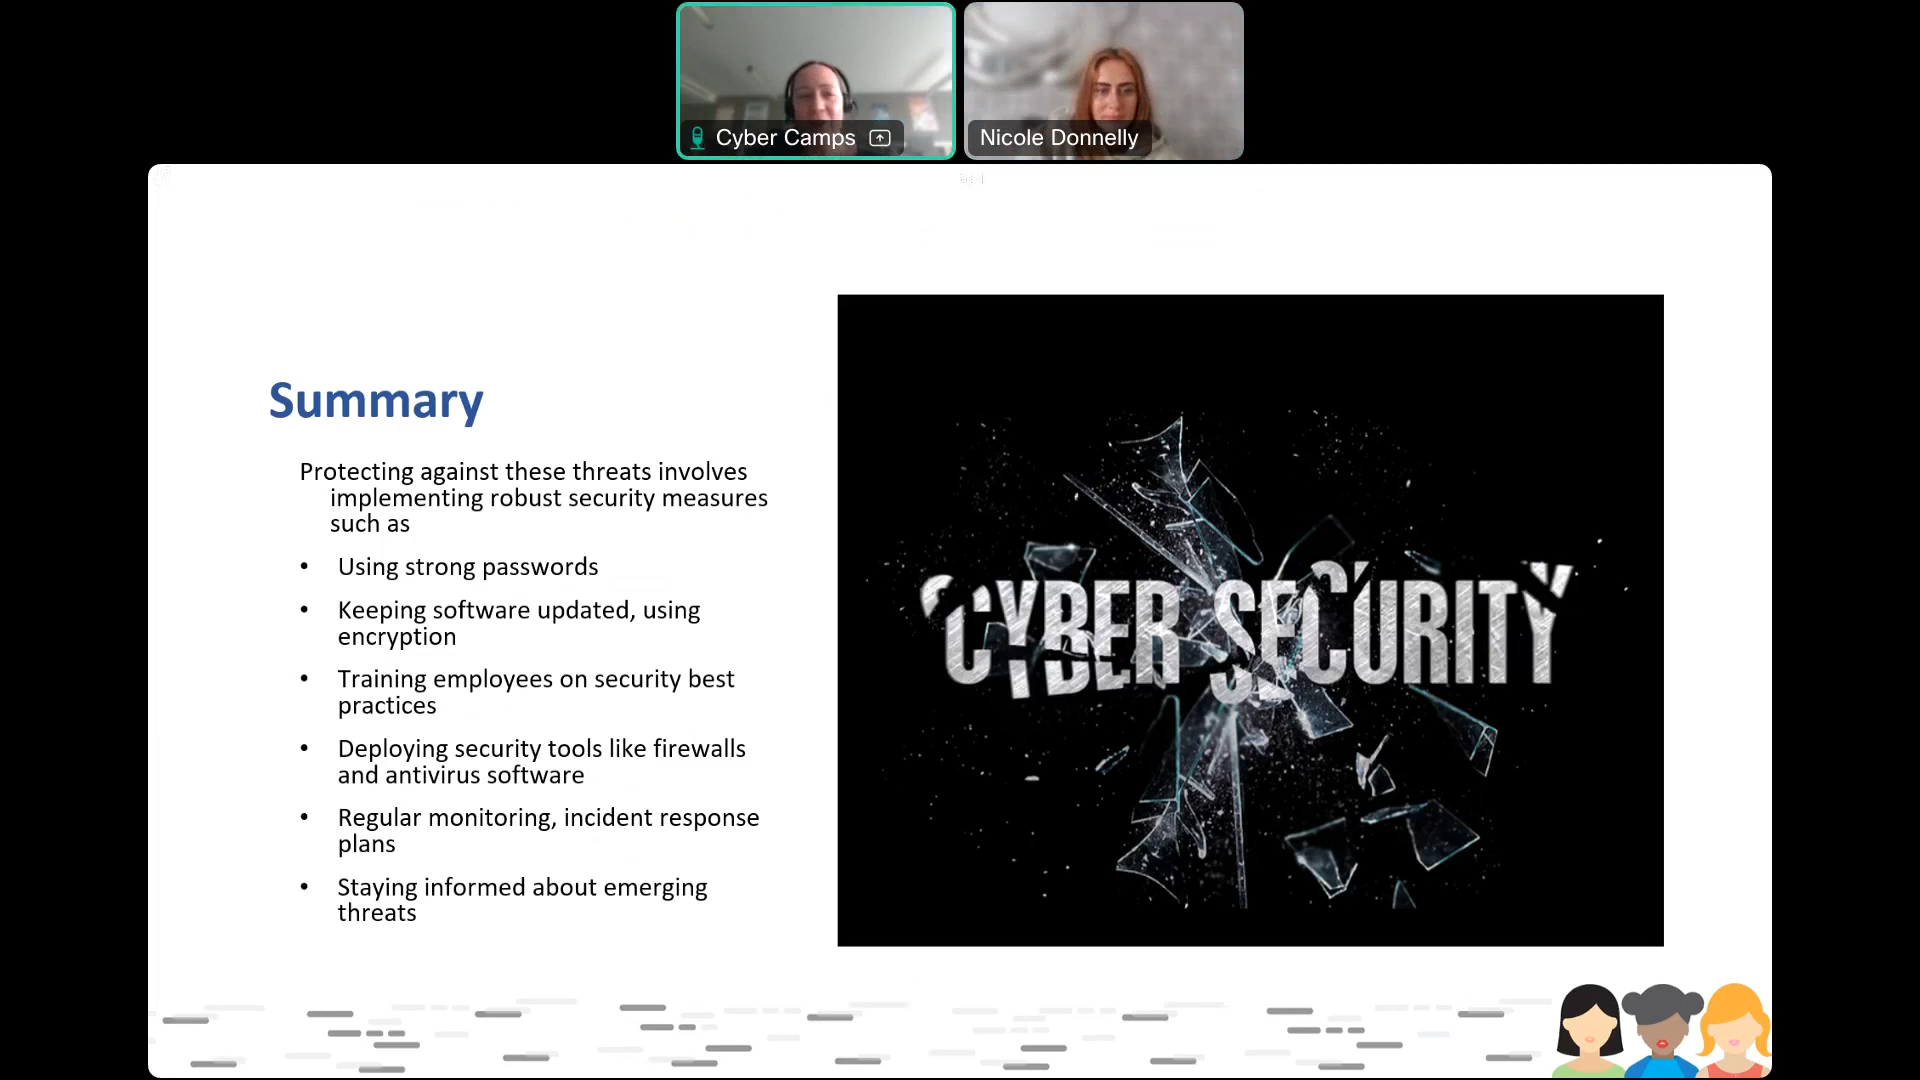 Cyber Camps
Nicole Donnelly
Summary
Protecting against these threats involves
implementing robust security measures
such as
• Using strong passwords
• Keeping software updated, using
encryption
• Training employees on security best
practices
• Deploying security tools like firewalls
and antivirus software
• Regular monitoring, incident response
plans
• Staying informed about emerging
threats
CYBER SECURITY